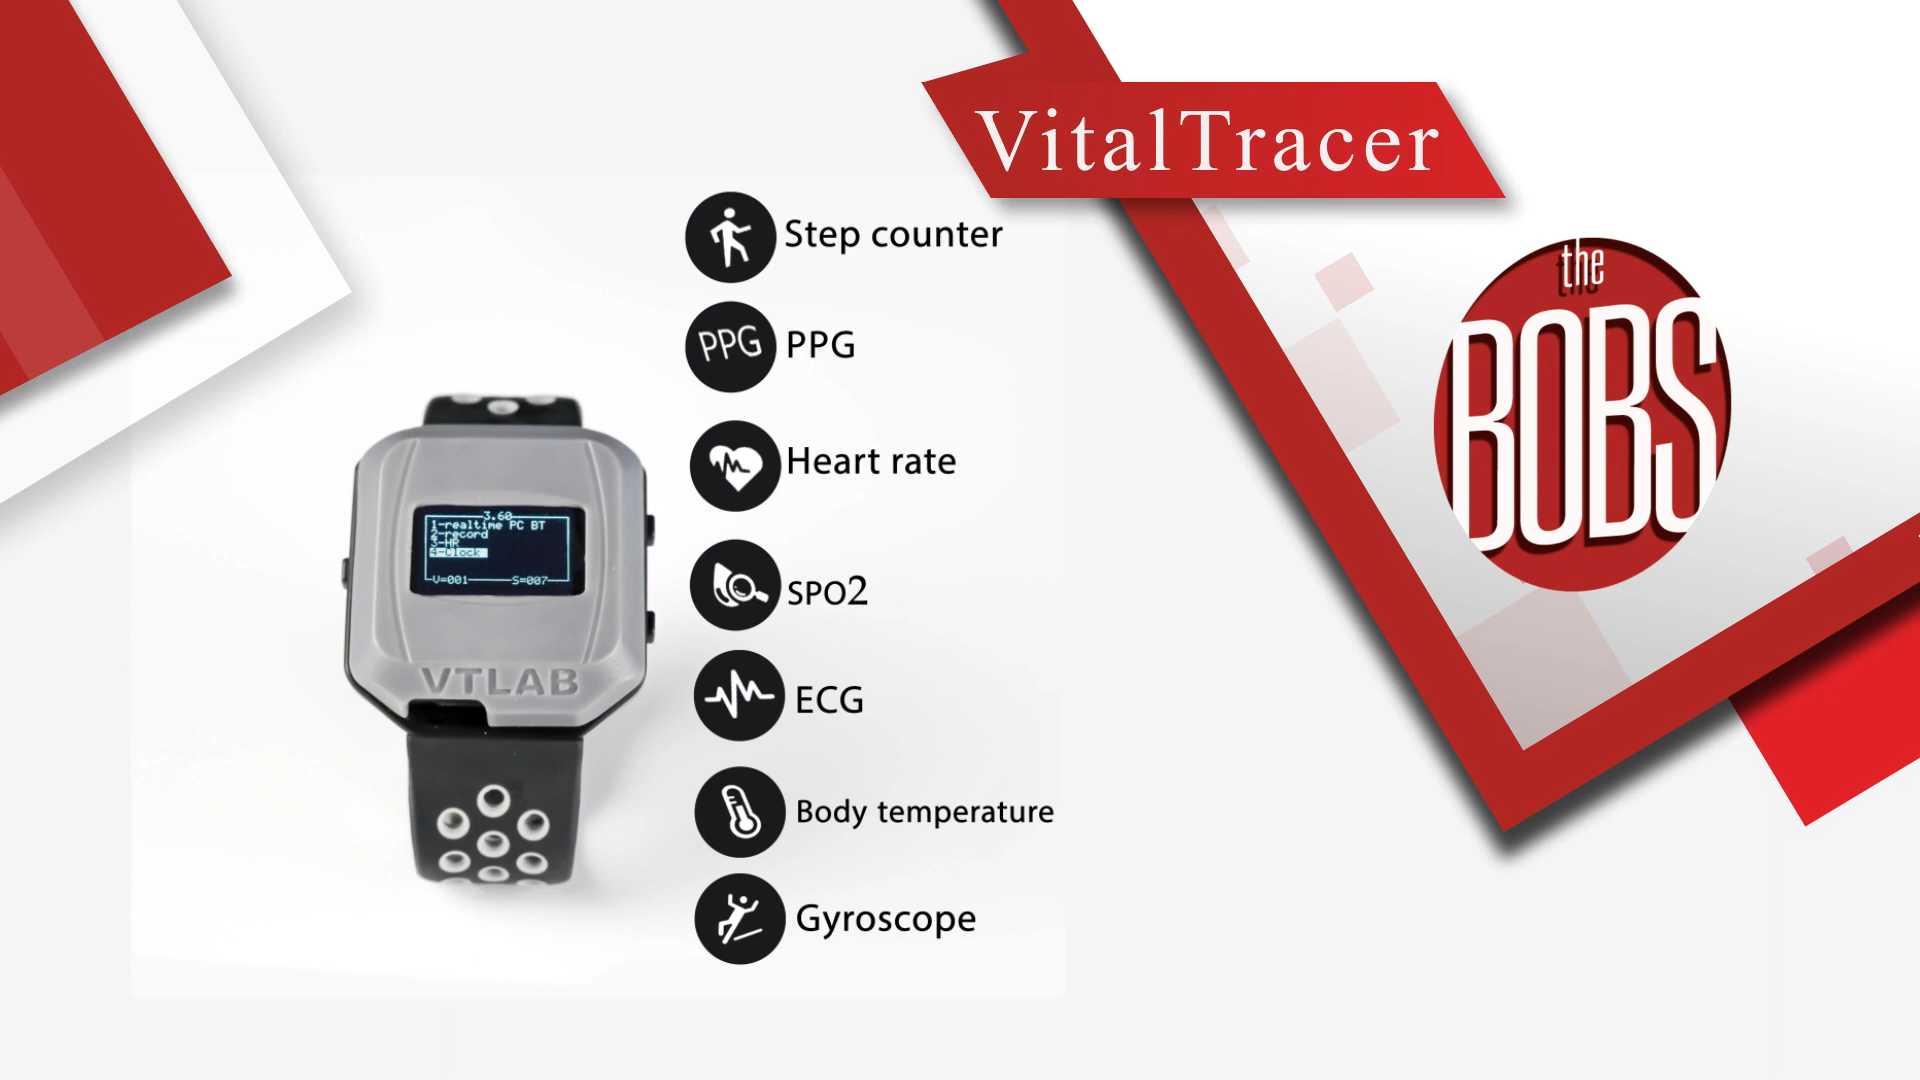 VitalTracer
the
BOBS
Step counter
PPG PPG
Heart rate
SPO2
ECG
Body temperature
Gyroscope
3.60
1-realtime PC BT
2-record
3-HR
4-Clock
V=001 S=007
VTLAB